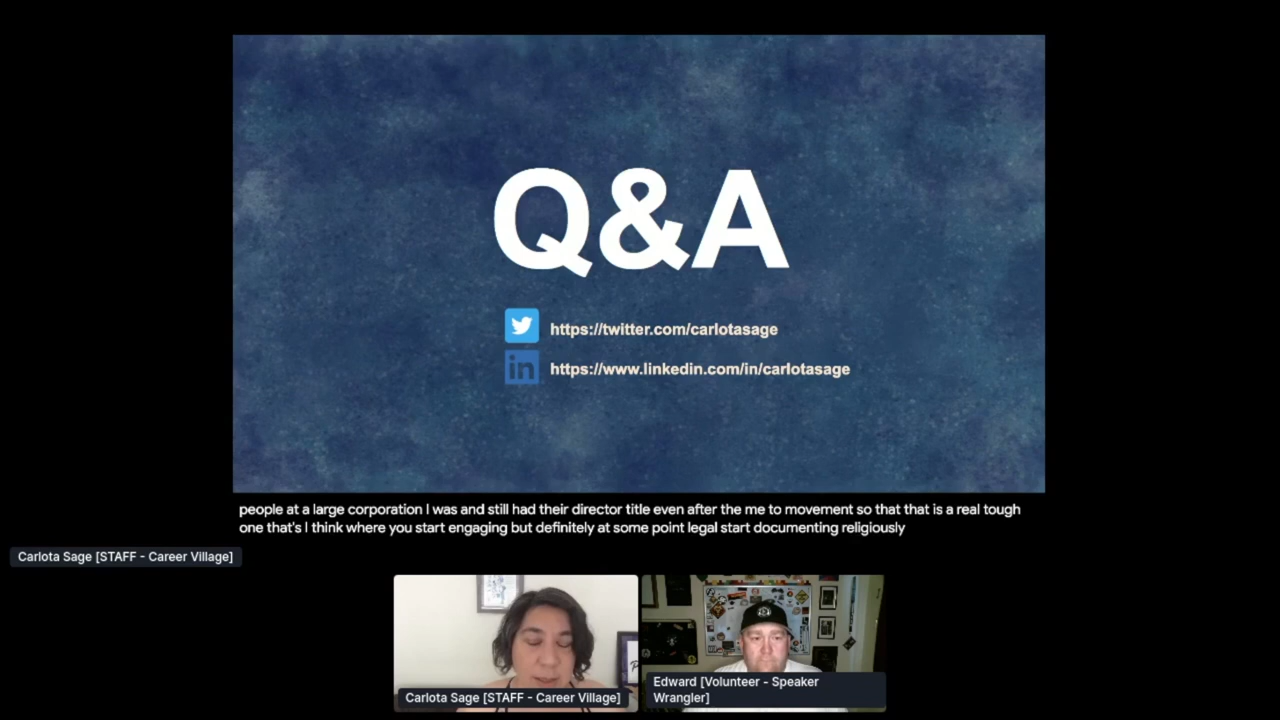 Q&A
https://twitter.com/carlotasage
in https://www.linkedin.com/in/carlotasage
people at a large corporation I was and still had their director title even after the me to movement so that that is a real tough
one that's I think where you start engaging but definitely at some point legal start documenting religiously
Carlota Sage [STAFF - Career Village]
Carlota Sage [STAFF - Career Village]
Edward [Volunteer - Speaker
Wrangler]